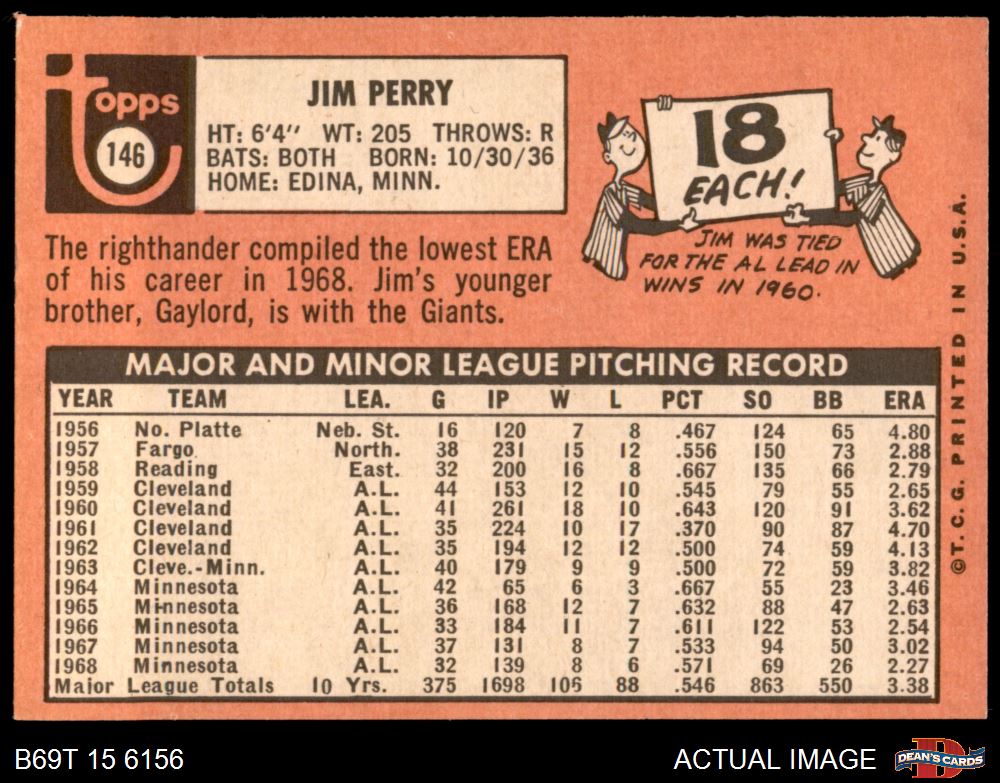 topps
146
JIM PERRY
HT: 6'4" WT: 205 THROWS: R
BATS: BOTH BORN: 10/30/36
HOME: EDINA, MINN.
18
EACH!
JIM WAS TIED
FOR THE AL LEAD IN
WINS IN 1960.
The righthander compiled the lowest ERA
of his career in 1968. Jim's younger
brother, Gaylord, is with the Giants.
MAJOR AND MINOR LEAGUE PITCHING RECORD
YEAR TEAM LEA. G IP W L PCT SO BB ERA
1956 No. Platte Neb. St. 16 120 7 8 .467 124 65 4.80
1957 Fargo North. 38 231 15 12 .556 150 73 2.88
1958 Reading East. 32 200 16 8 .667 135 66 2.79
1959 Cleveland A.L. 44 153 12 10 .545 79 55 2.65
1960 Cleveland A.L. 41 261 18 10 .643 120 91 3.62
1961 Cleveland A.L. 35 224 10 17 .370 90 87 4.70
1962 Cleveland A.L. 35 194 12 12 .500 74 59 4.13
1963 Cleve.-Minn. A.L. 40 179 9 9 .500 72 59 3.82
1964 Minnesota A.L. 42 65 6 3 .667 55 23 3.46
1965 Minnesota A.L. 36 168 12 7 .632 88 47 2.63
1966 Minnesota A.L. 33 184 11 7 .611 122 53 2.54
1967 Minnesota A.L. 37 131 8 7 .533 94 50 3.02
1968 Minnesota A.L. 32 139 8 6 .571 69 26 2.27
Major League Totals 10 Yrs. 375 1698 106 88 .546 863 550 3.38
©T. C. G. PRINTED IN U.S.A.
B69T 15 6156
ACTUAL IMAGE
DEAN'S CARDS